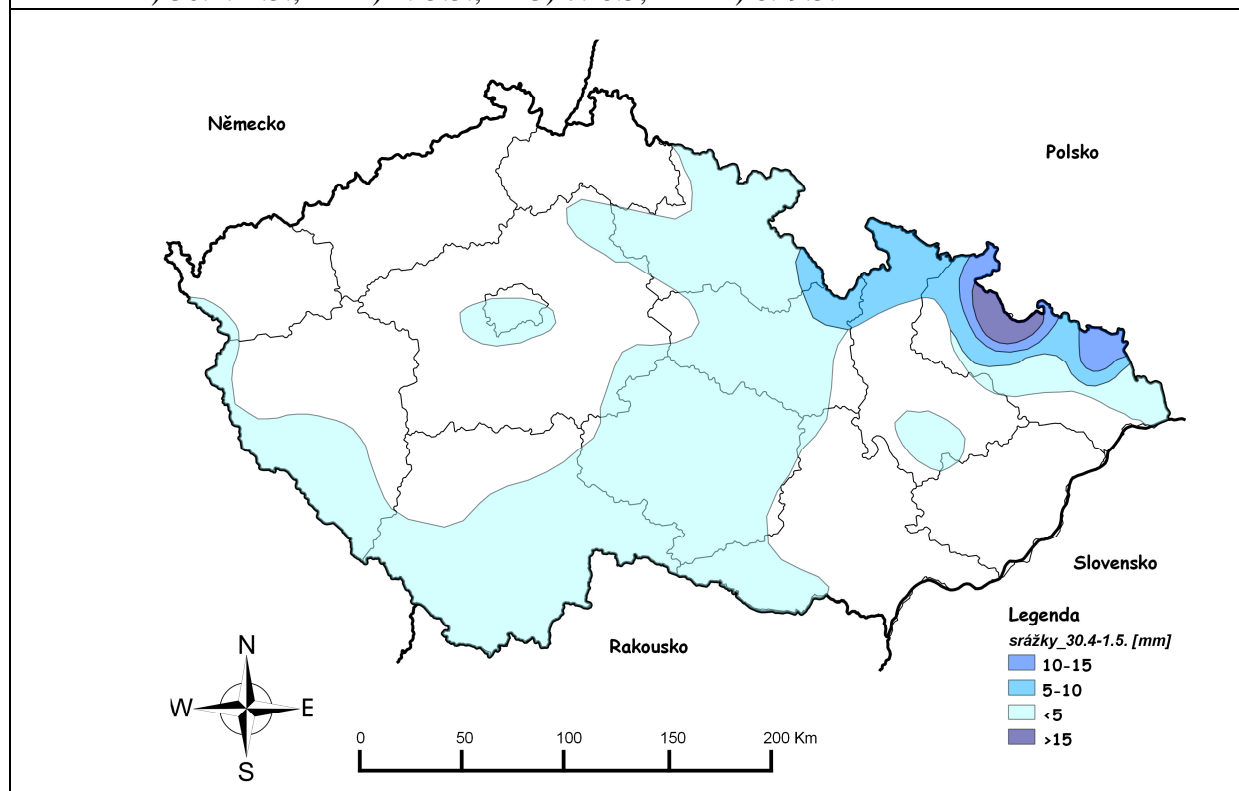 Německo
Polsko
Slovensko
Rakousko
Legenda
srážky_30.4-1.5. [mm]
10-15
5-10
<5
>15
N
W E
S
0 50 100 150 200 Km